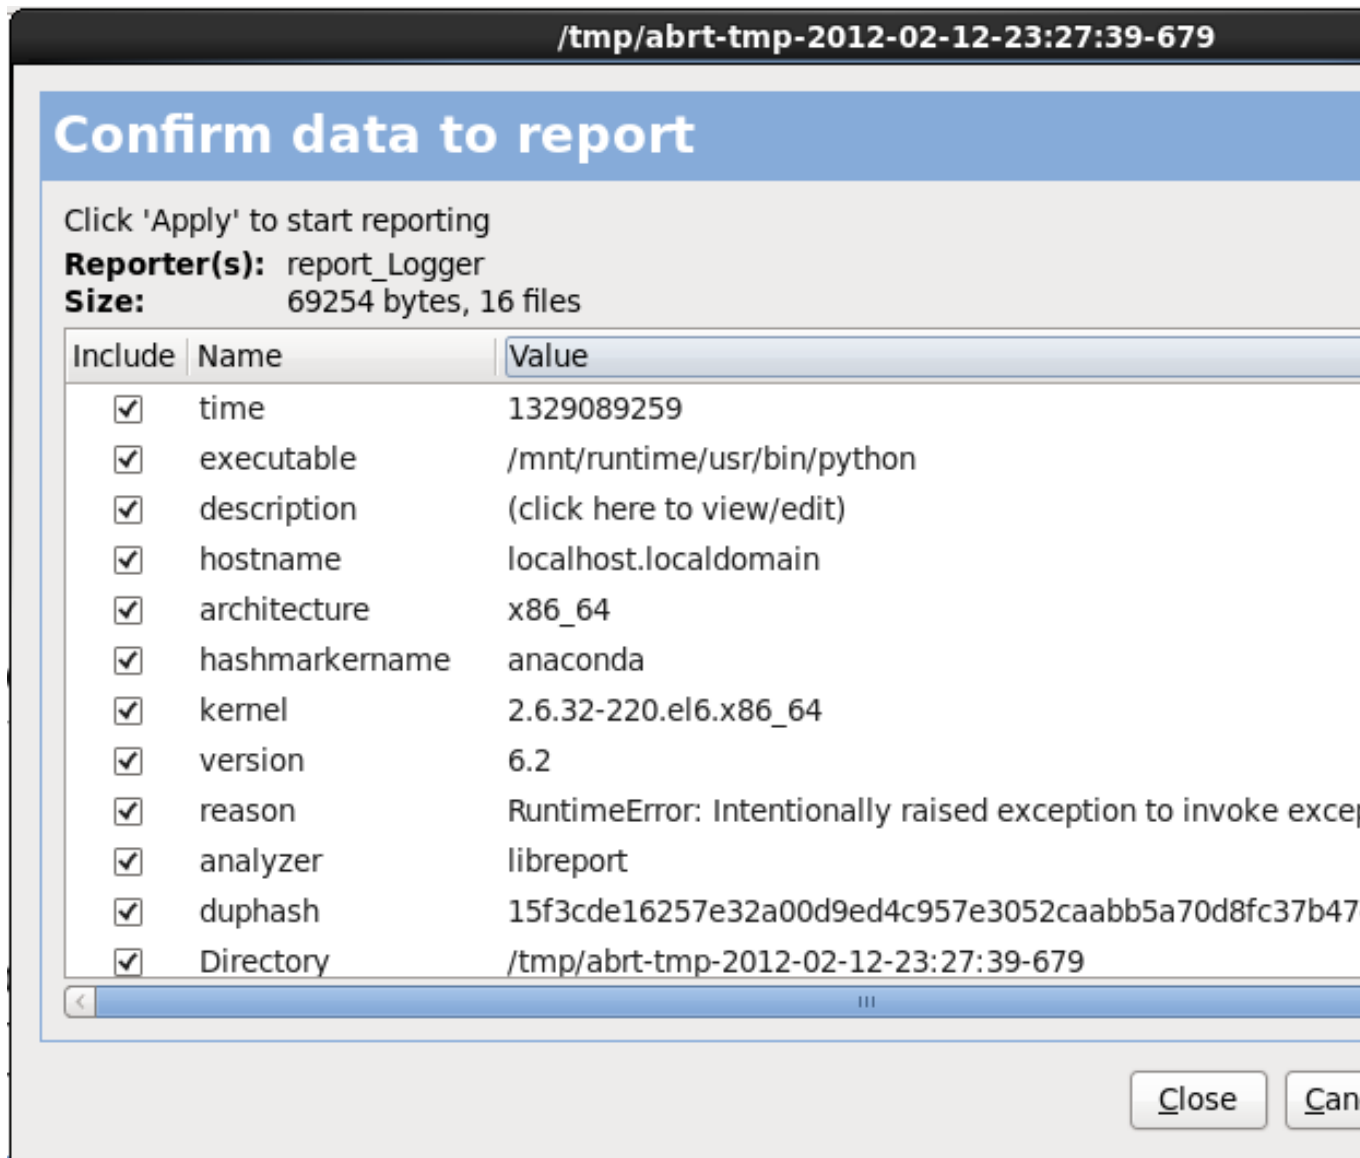 /tmp/abrt-tmp-2012-02-12-23:27:39-679
Confirm data to report
Click 'Apply' to start reporting
Reporter(s): report_Logger
Size: 69254 bytes, 16 files
Include Name Value
time 1329089259
executable /mnt/runtime/usr/bin/python
description (click here to view/edit)
hostname localhost.localdomain
architecture x86_64
hashmarkername anaconda
kernel 2.6.32-220.el6.x86_64
version 6.2
reason RuntimeError: Intentionally raised exception to invoke excep
analyzer libreport
duphash 15f3cde16257e32a00d9ed4c957e3052caabb5a70d8fc37b47
Directory /tmp/abrt-tmp-2012-02-12-23:27:39-679
Close Can